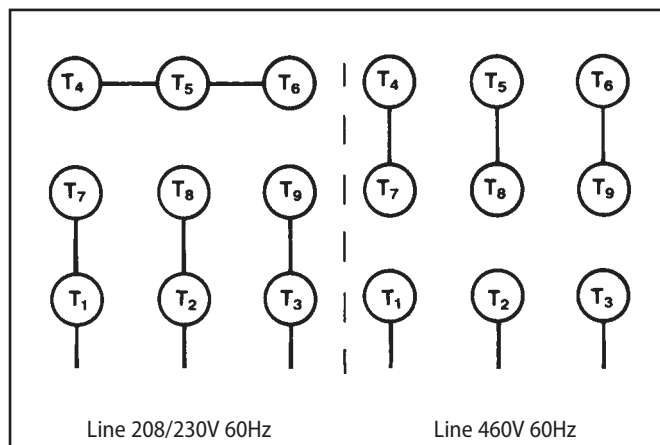 T4 T5 T6 T4 T5 T6
T7 T8 T9 T7 T8 T9
T1 T2 T3 T1 T2 T3
Line 208/230V 60Hz Line 460V 60Hz